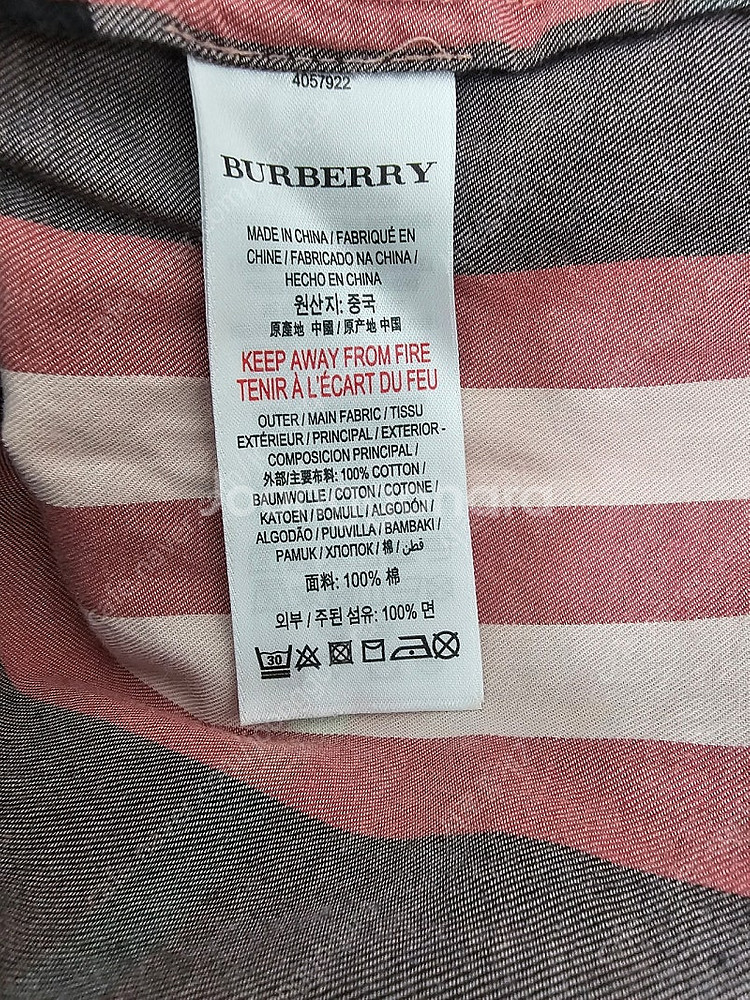 4057922
BURBERRY
MADE IN CHINA / FABRIQUÉ EN
CHINE / FABRICADO NA CHINA /
HECHO EN CHINA
원산지: 중국
原產地 中國 / 原产地 中国
KEEP AWAY FROM FIRE
TENIR À L'ÉCART DU FEU
OUTER / MAIN FABRIC / TISSU
EXTÉRIEUR / PRINCIPAL / EXTERIOR -
COMPOSICION PRINCIPAL /
外部/主要布料: 100% COTTON /
BAUMWOLLE / COTON / COTONE /
KATOEN / BOMULL / ALGODÓN /
ALGODÃO / PUUVILLA / BAMBAKI /
PAMUK / ХЛОПОК / 棉 / قطن
面料: 100% 棉
외부 / 주된 섬유: 100% 면
30